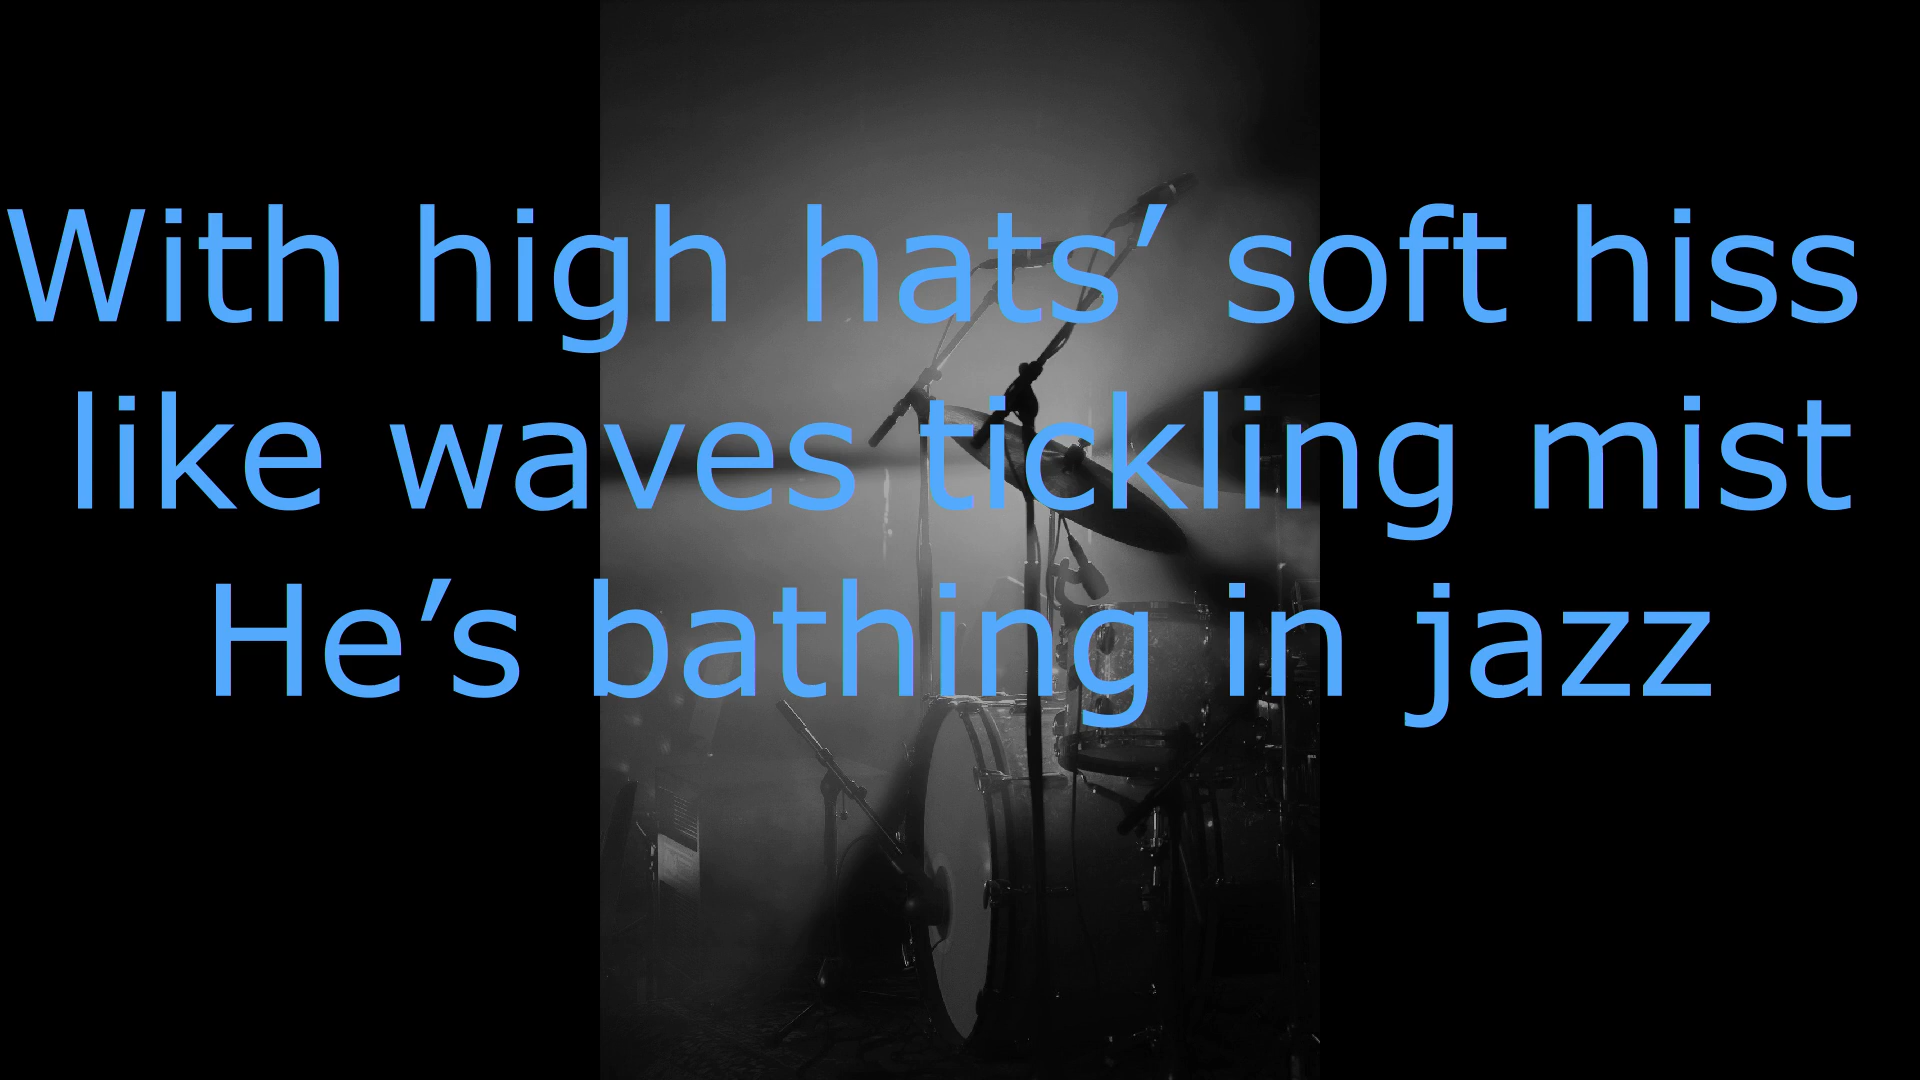 With high hats’ soft hiss
like waves tickling mist
He’s bathing in jazz